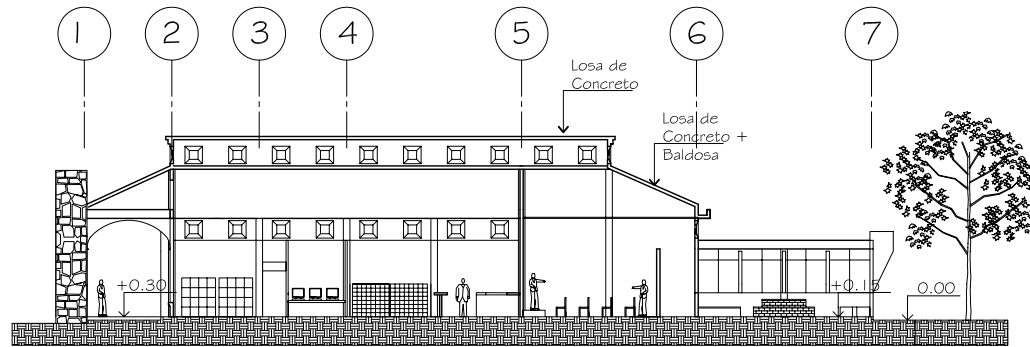 1 2 3 4 5 6 7
Losa de
Concreto
Losa de
Concreto +
Baldosa
+0.30
+0.15
0.00